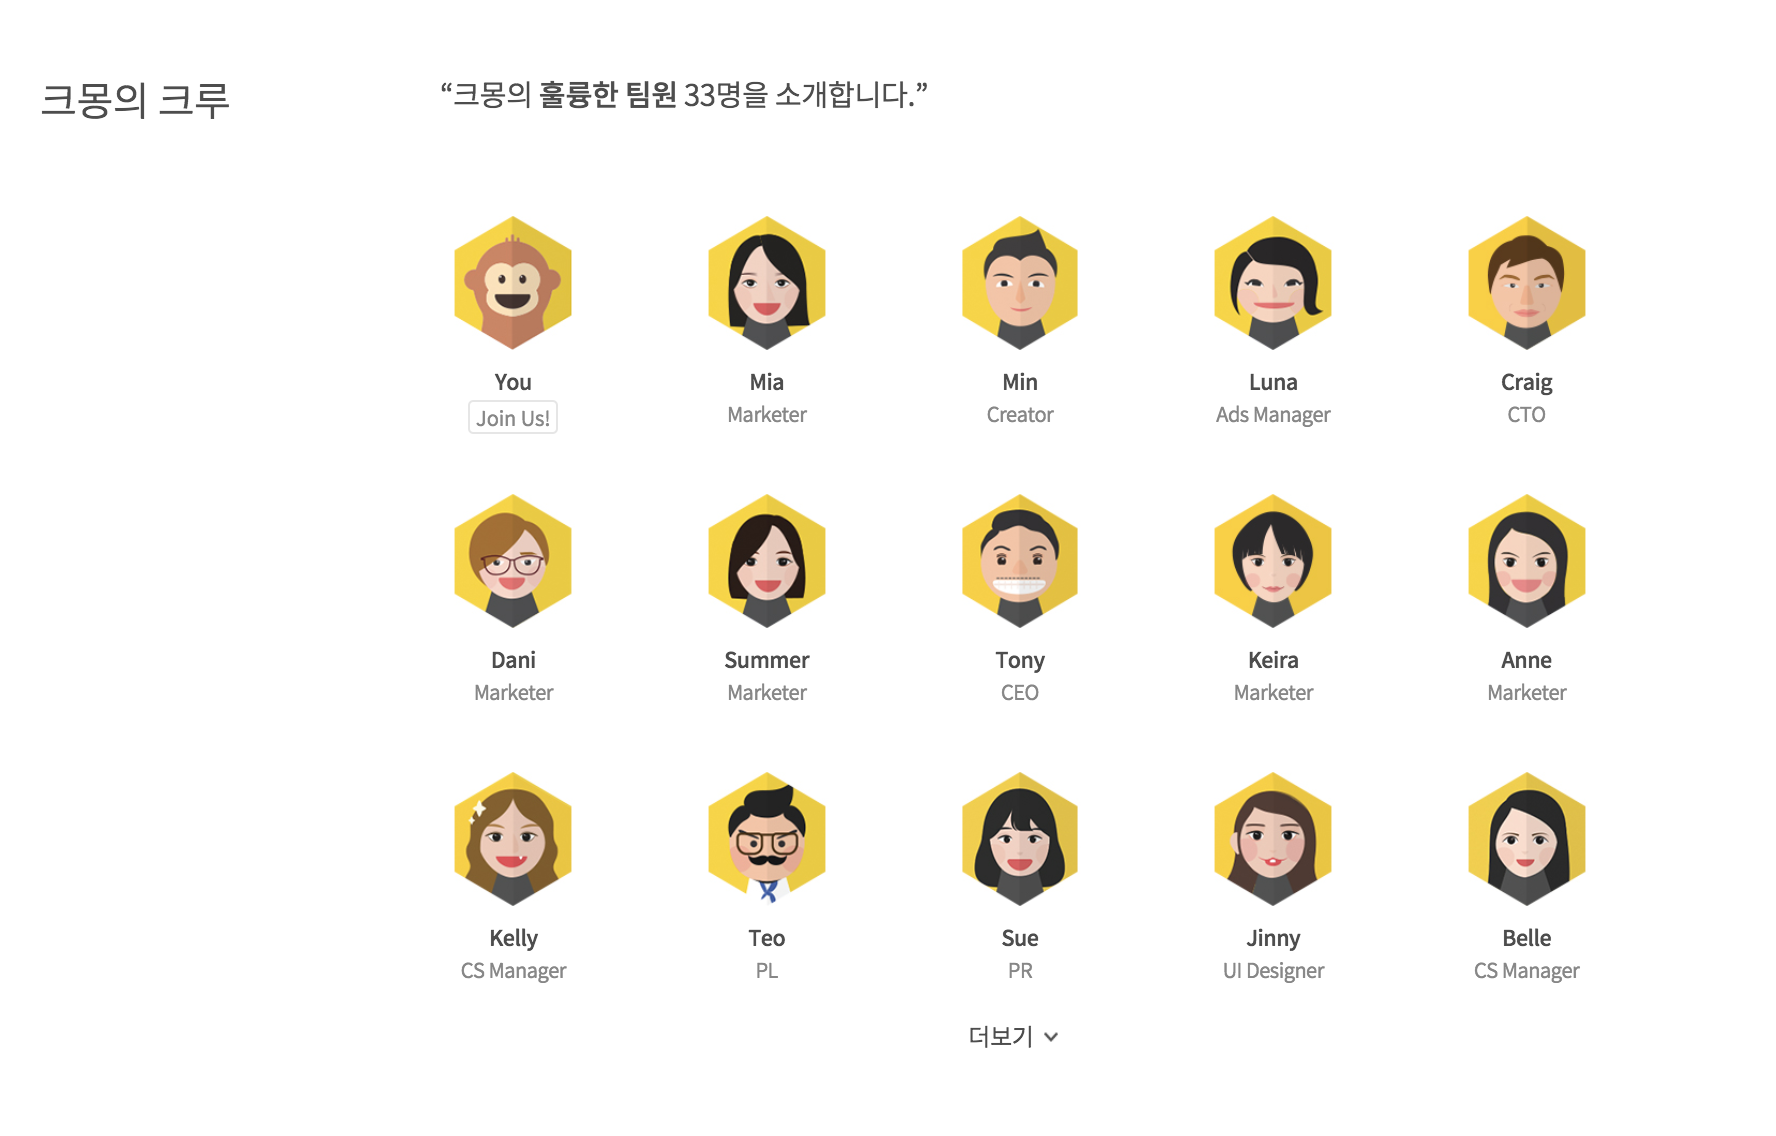 크몽의 크루
“크몽의 훌륭한 팀원 33명을 소개합니다.”
You
Join Us!
Mia
Marketer
Min
Creator
Luna
Ads Manager
Craig
CTO
Dani
Marketer
Summer
Marketer
Tony
CEO
Keira
Marketer
Anne
Marketer
Kelly
CS Manager
Teo
PL
Sue
PR
Jinny
UI Designer
Belle
CS Manager
더보기